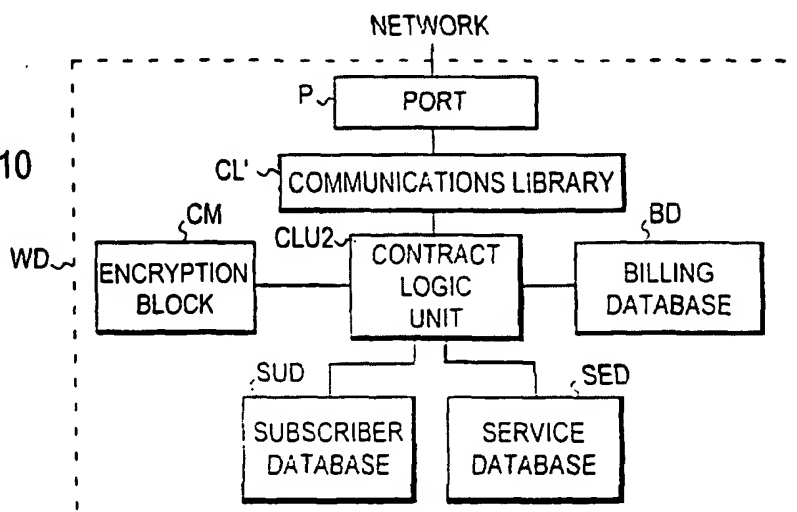 NETWORK
P
PORT
10
CL'
COMMUNICATIONS LIBRARY
CM
CLU2
BD
WD
ENCRYPTION
BLOCK
CONTRACT
LOGIC
UNIT
BILLING
DATABASE
SUD
SED
SUBSCRIBER
DATABASE
SERVICE
DATABASE